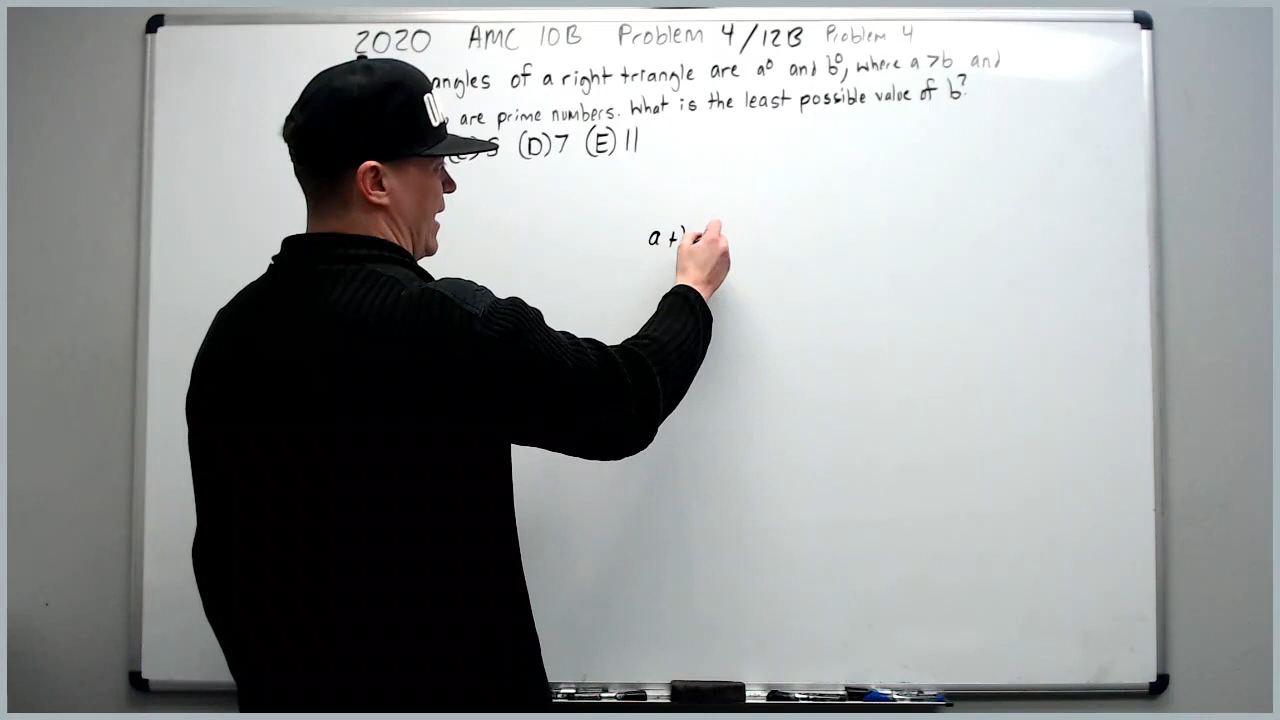 2020 AMC 10B Problem 4/12B Problem 4
angles of a right triangle are a° and b°, where a >b and
are prime numbers. What is the least possible value of b?
(D) 7 (E) 11
a +